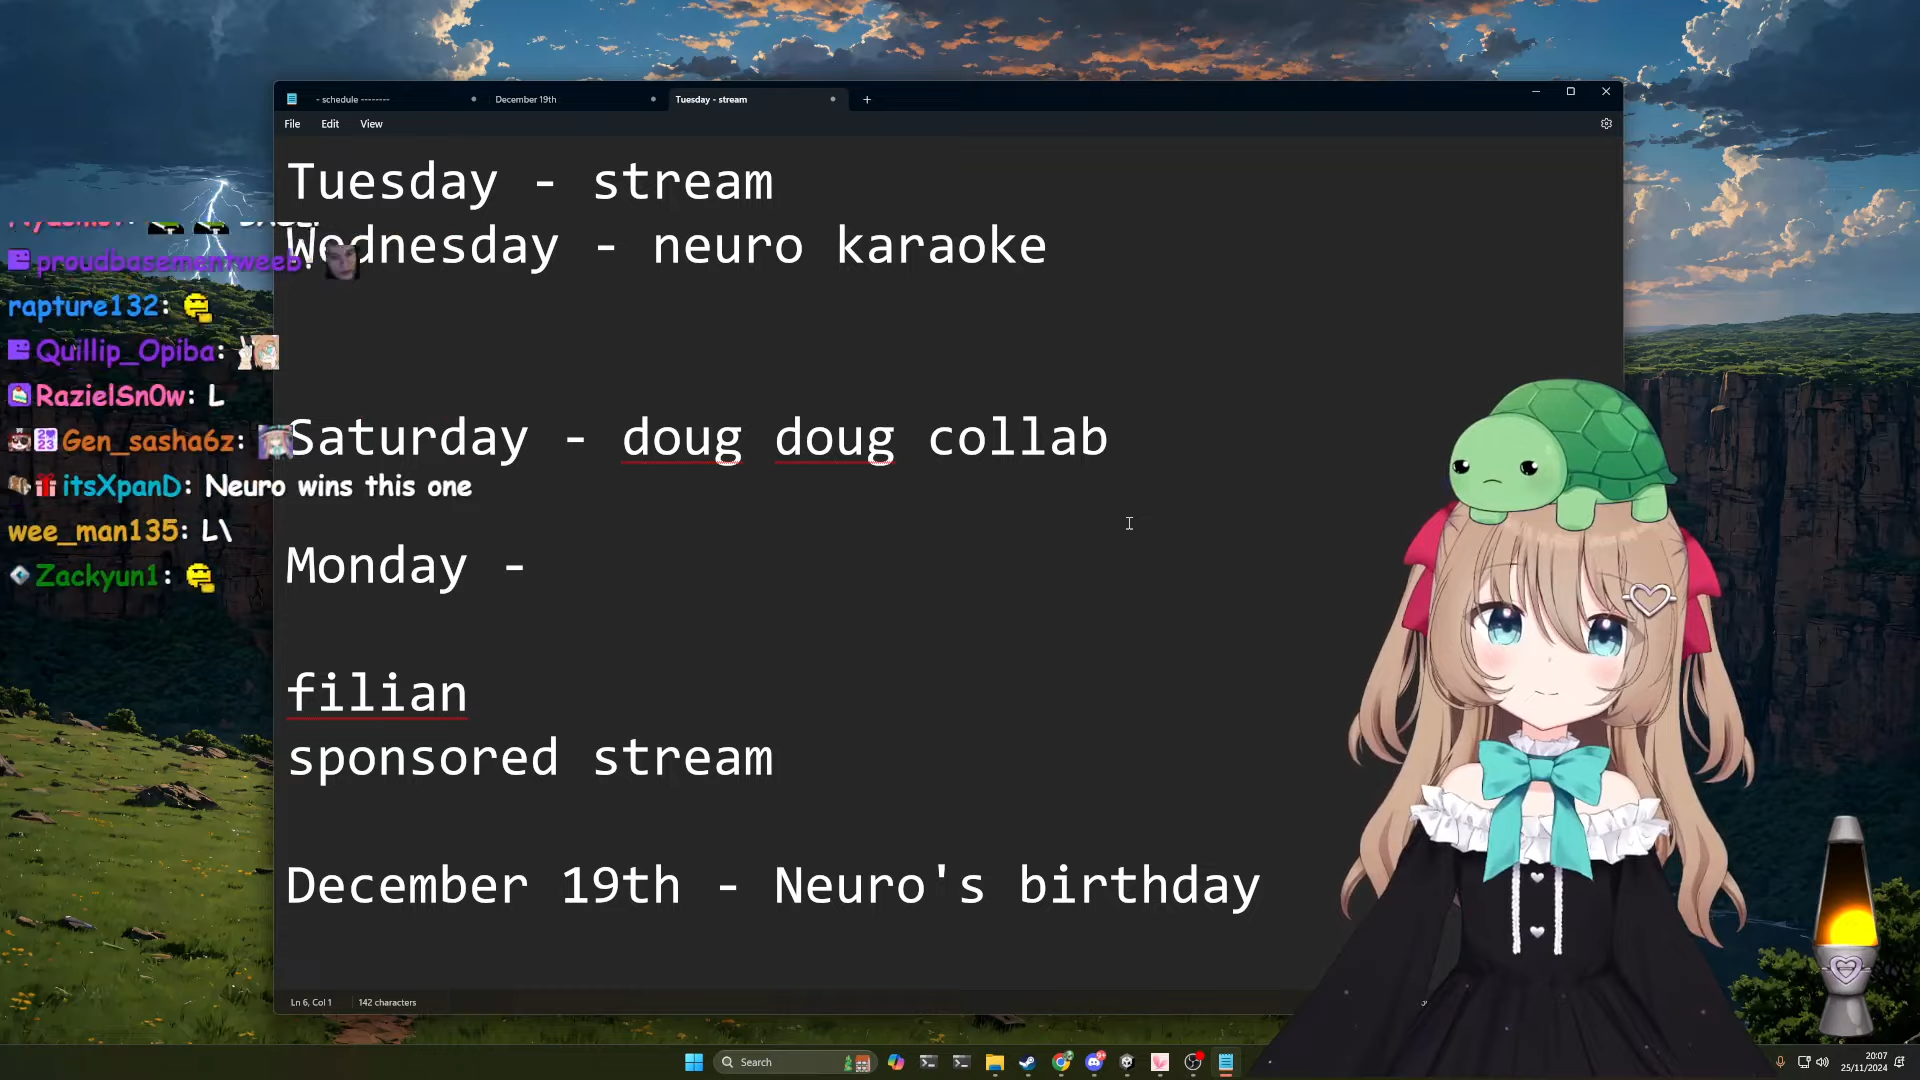 - schedule --------
December 19th
Tuesday - stream
File
Edit
View
Tuesday - stream
Wednesday - neuro karaoke
Saturday - doug doug collab
Monday -
filian
sponsored stream
December 19th - Neuro's birthday
proudbasementweeb:
rapture132:
Quillip_Opiba:
RazielSn0w: L
Gen_sasha6z:
itsXpanD: Neuro wins this one
wee_man135: L\
Zackyun1:
Ln 6, Col 1
142 characters
Search
20:07
25/11/2024